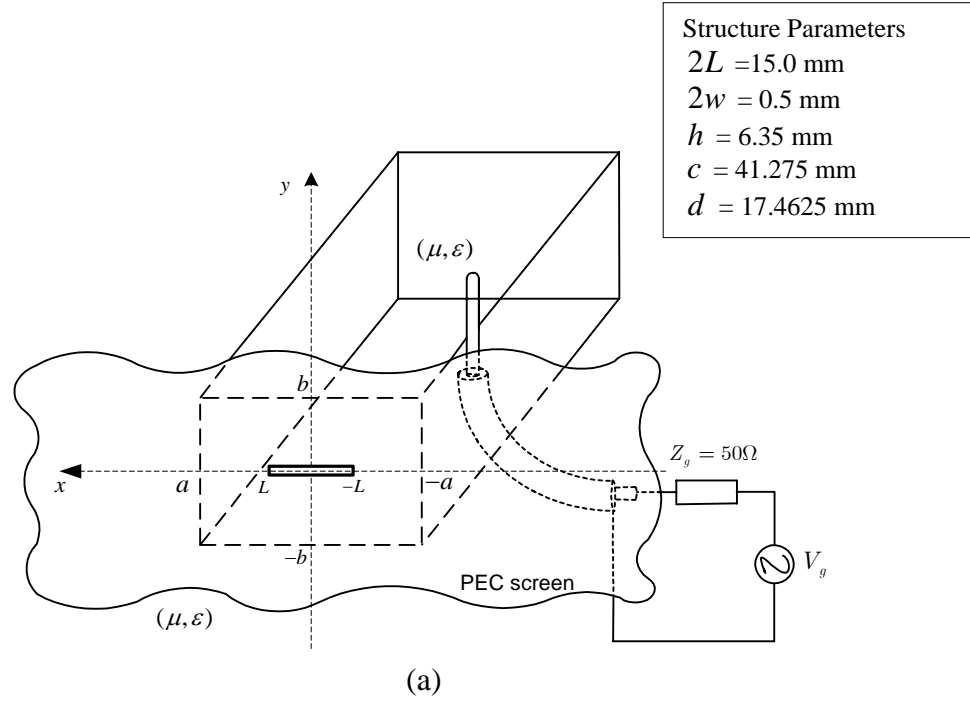 Structure Parameters
2L =15.0 mm
2w = 0.5 mm
h = 6.35 mm
c = 41.275 mm
d = 17.4625 mm
y
(μ, ε)
b
Z_g = 50Ω
x
a
L
−L
−a
−b
PEC screen
V_g
(μ, ε)
(a)